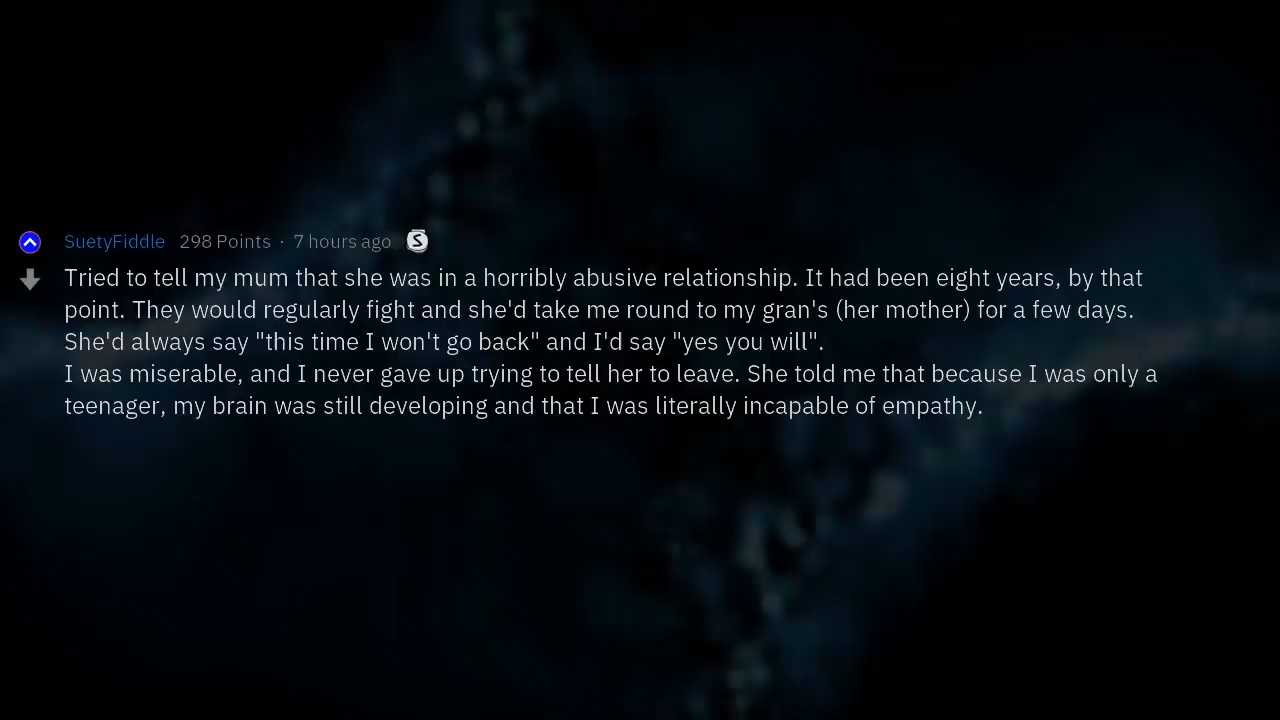 SuetyFiddle 298 Points · 7 hours ago S
Tried to tell my mum that she was in a horribly abusive relationship. It had been eight years, by that
point. They would regularly fight and she'd take me round to my gran's (her mother) for a few days.
She'd always say "this time I won't go back" and I'd say "yes you will".
I was miserable, and I never gave up trying to tell her to leave. She told me that because I was only a
teenager, my brain was still developing and that I was literally incapable of empathy.